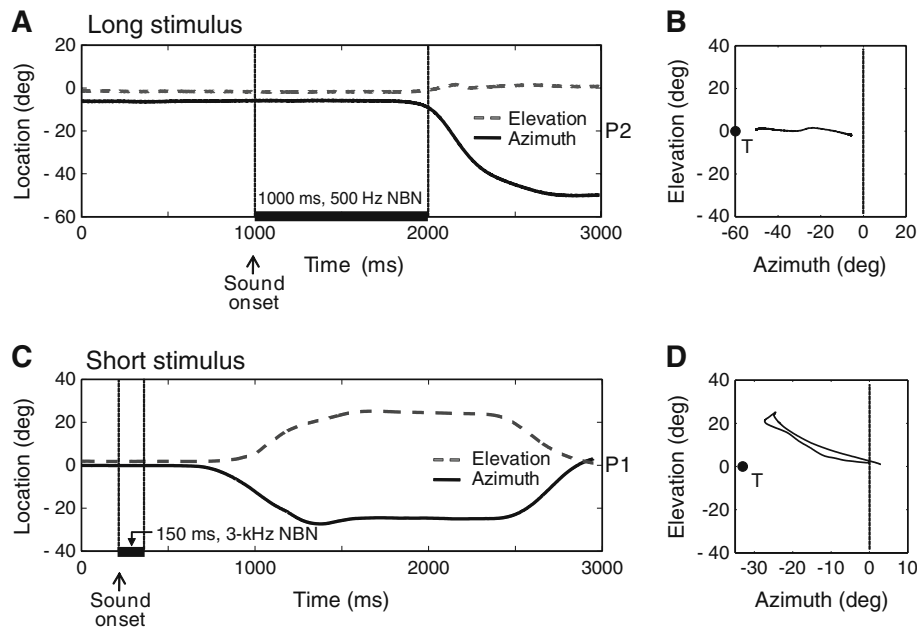 A Long stimulus
20
0
- 20
- 40
- 60
Location (deg)
Elevation
Azimuth
P2
1000 ms, 500 Hz NBN
0
1000
2000
3000
Time (ms)
Sound
onset
B
40
20
0
20
40
Elevation (deg)
T
-60
-40
-20
0
20
Azimuth (deg)
C Short stimulus
40
20
0
- 20
- 40
Location (deg)
Elevation
Azimuth
P1
150 ms, 3-kHz NBN
0
1000
2000
3000
Time (ms)
Sound
onset
D
40
20
0
- 20
- 40
Elevation (deg)
T
-30
-20
-10
0
10
Azimuth (deg)